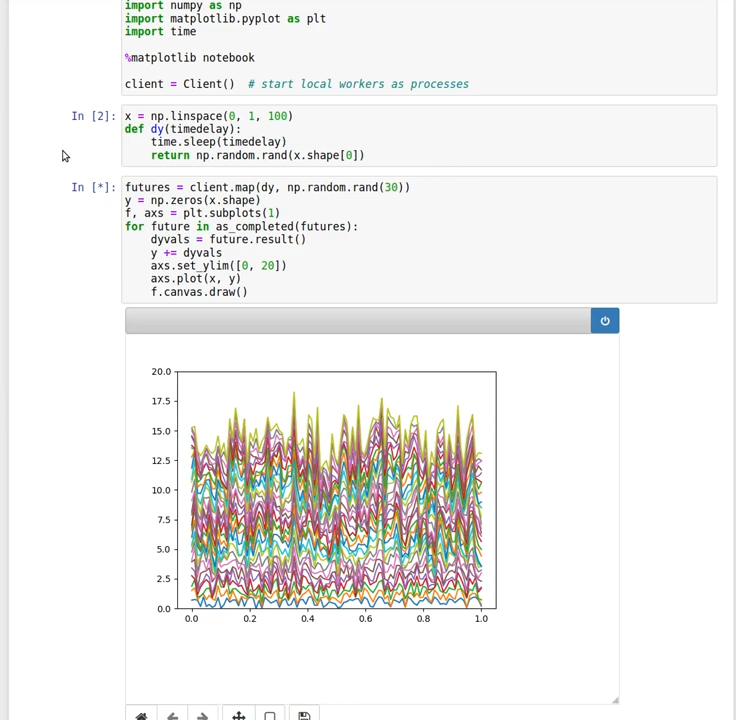 import numpy as np
import matplotlib.pyplot as plt
import time
%matplotlib notebook
client = Client()  # start local workers as processes
In [2]: x = np.linspace(0, 1, 100)
def dy(timedelay):
    time.sleep(timedelay)
    return np.random.rand(x.shape[0])
In [*]: futures = client.map(dy, np.random.rand(30))
y = np.zeros(x.shape)
f, axs = plt.subplots(1)
for future in as_completed(futures):
    dyvals = future.result()
    y += dyvals
    axs.set_ylim([0, 20])
    axs.plot(x, y)
    f.canvas.draw()
20.0
17.5
15.0
12.5
10.0
7.5
5.0
2.5
0.0
0.0 0.2 0.4 0.6 0.8 1.0